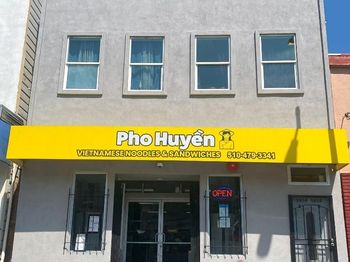 Pho Huyền
VIETNAMESE NOODLES & SANDWICHES 510-479-3341
OPEN